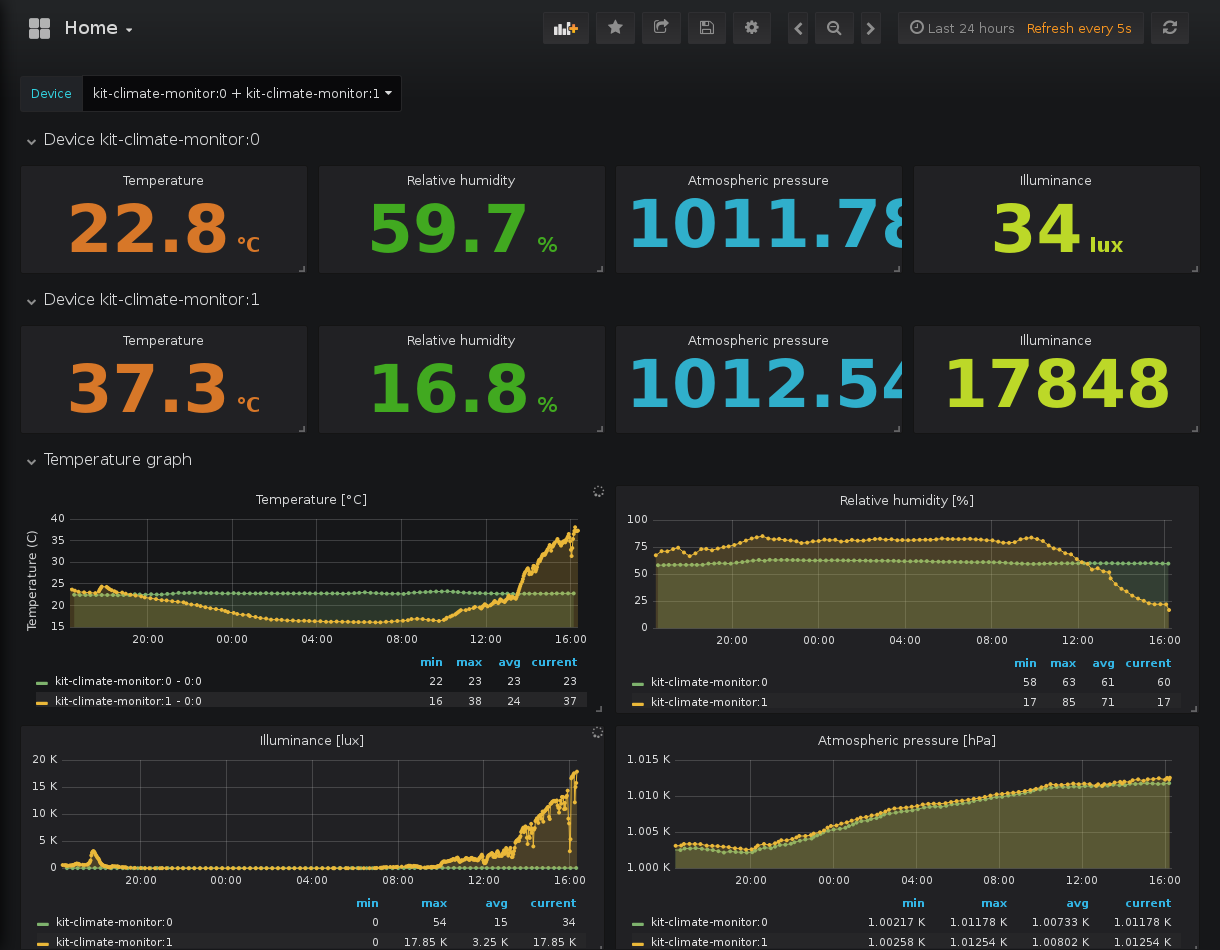 Home
Last 24 hours Refresh every 5s
Device kit-climate-monitor:0 + kit-climate-monitor:1
Device kit-climate-monitor:0
Temperature Relative humidity Atmospheric pressure Illuminance
22.8 °C 59.7 % 1011.78 34 lux
Device kit-climate-monitor:1
Temperature Relative humidity Atmospheric pressure Illuminance
37.3 °C 16.8 % 1012.54 17848
Temperature graph
Temperature [°C]
Temperature (C)
40
35
30
25
20
15
20:00 00:00 04:00 08:00 12:00 16:00
min max avg current
kit-climate-monitor:0 - 0:0 22 23 23 23
kit-climate-monitor:1 - 0:0 16 38 24 37
Relative humidity [%]
100
75
50
25
0
20:00 00:00 04:00 08:00 12:00 16:00
min max avg current
kit-climate-monitor:0 58 63 61 60
kit-climate-monitor:1 17 85 71 17
Illuminance [lux]
20 K
15 K
10 K
5 K
0
20:00 00:00 04:00 08:00 12:00 16:00
min max avg current
kit-climate-monitor:0 0 54 15 34
kit-climate-monitor:1 0 17.85 K 3.25 K 17.85 K
Atmospheric pressure [hPa]
1.015 K
1.010 K
1.005 K
1.000 K
20:00 00:00 04:00 08:00 12:00 16:00
min max avg current
kit-climate-monitor:0 1.00217 K 1.01178 K 1.00733 K 1.01178 K
kit-climate-monitor:1 1.00258 K 1.01254 K 1.00802 K 1.01254 K